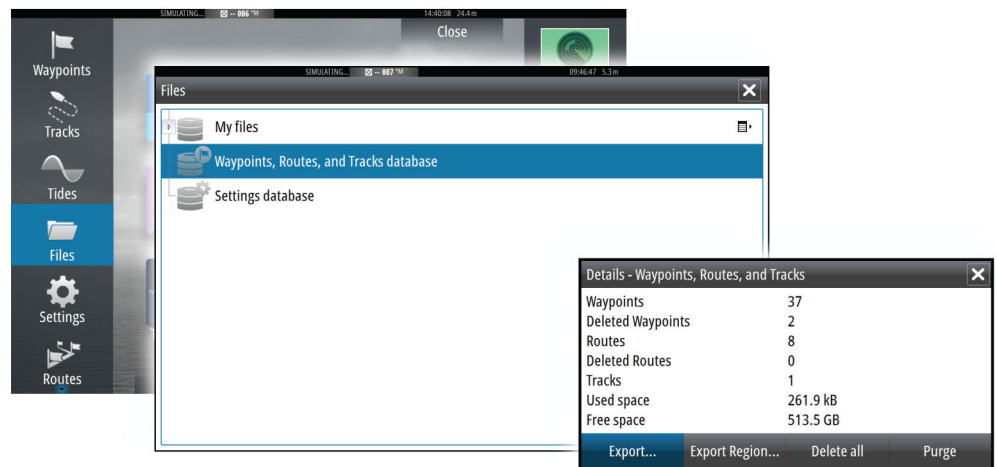 SIMULATING... -- 006 °M 14:40:08 24.4 m
Close
Waypoints
Tracks
Tides
Files
Settings
Routes
SIMULATING... -- 007 °M 09:46:47 5.3 m
Files
My files
Waypoints, Routes, and Tracks database
Settings database
Details - Waypoints, Routes, and Tracks
Waypoints 37
Deleted Waypoints 2
Routes 8
Deleted Routes 0
Tracks 1
Used space 261.9 kB
Free space 513.5 GB
Export... Export Region... Delete all Purge